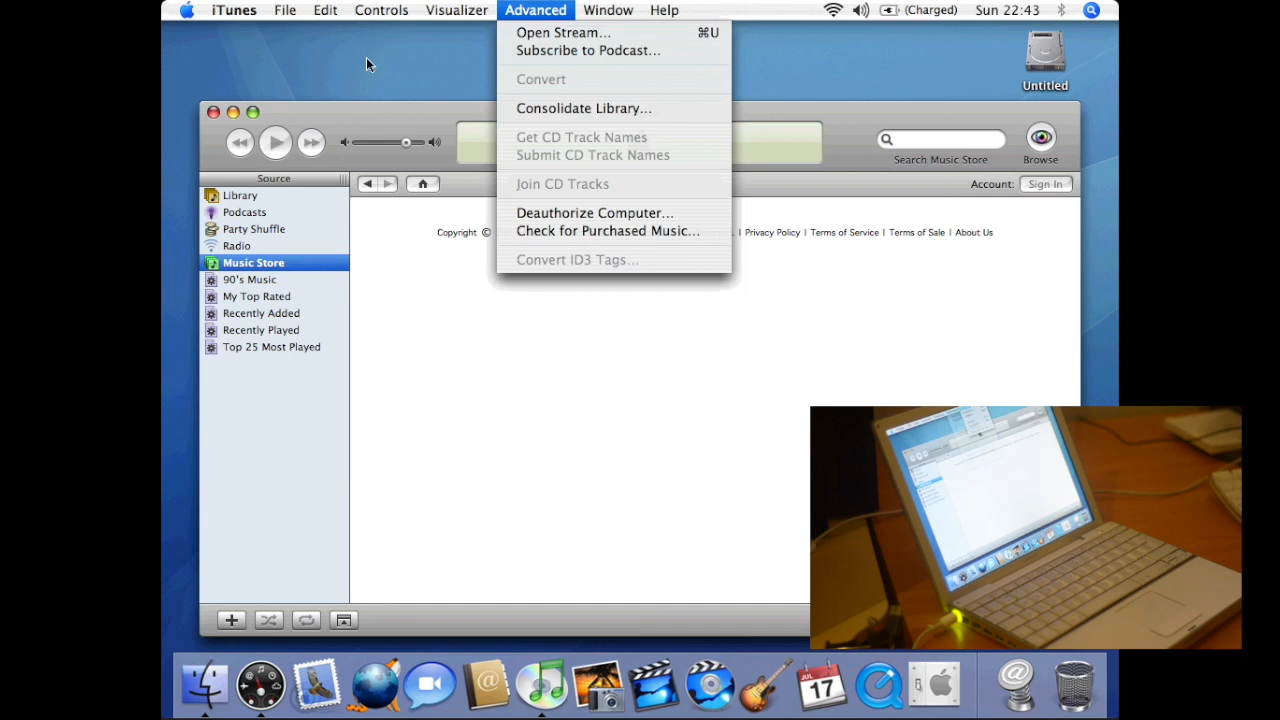 iTunes File Edit Controls Visualizer Advanced Window Help (Charged) Sun 22:43
Open Stream... ⌘U
Subscribe to Podcast...
Convert
Consolidate Library...
Get CD Track Names
Submit CD Track Names
Join CD Tracks
Deauthorize Computer...
Check for Purchased Music...
Convert ID3 Tags...
Untitled
Search Music Store
Browse
Source
Account: Sign In
Library
Podcasts
Party Shuffle
Radio
Music Store
90's Music
My Top Rated
Recently Added
Recently Played
Top 25 Most Played
Copyright © | Privacy Policy | Terms of Service | Terms of Sale | About Us
JUL
17